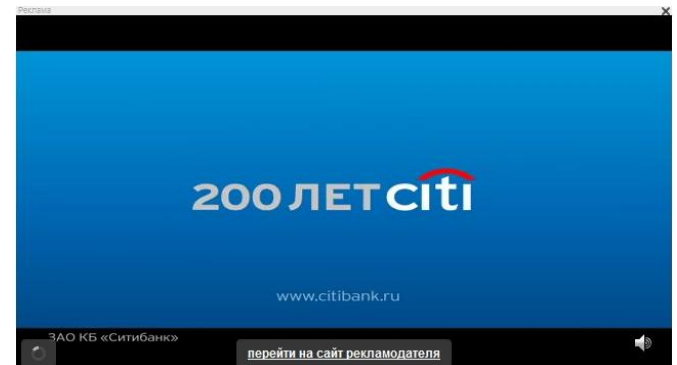 Реклама
200 ЛЕТ citi
www.citibank.ru
ЗАО КБ «Ситибанк»
перейти на сайт рекламодателя